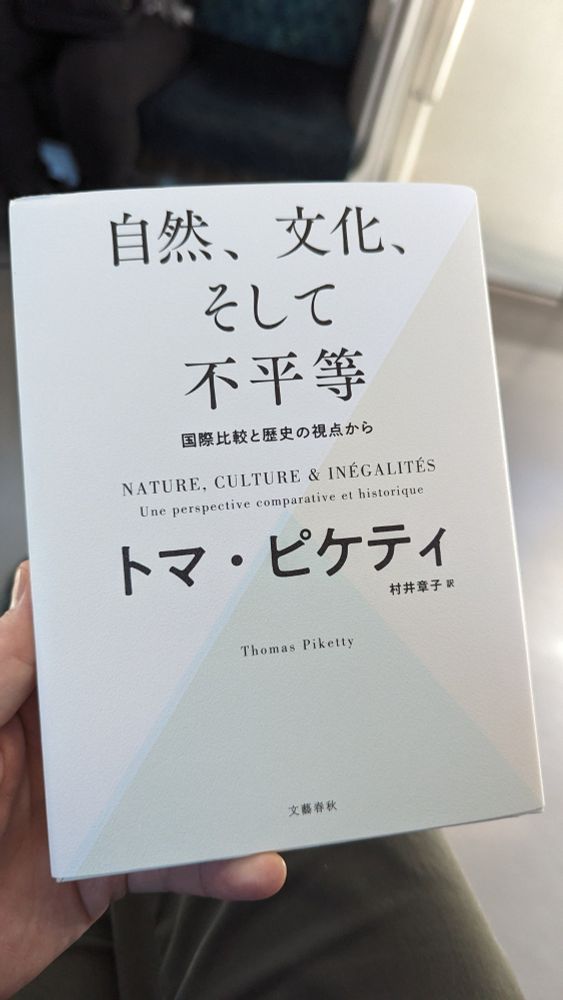 自然、文化、
そして
不平等
国際比較と歴史の視点から
NATURE, CULTURE & INÉGALITÉS
Une perspective comparative et historique
トマ・ピケティ
村井章子 訳
Thomas Piketty
文藝春秋